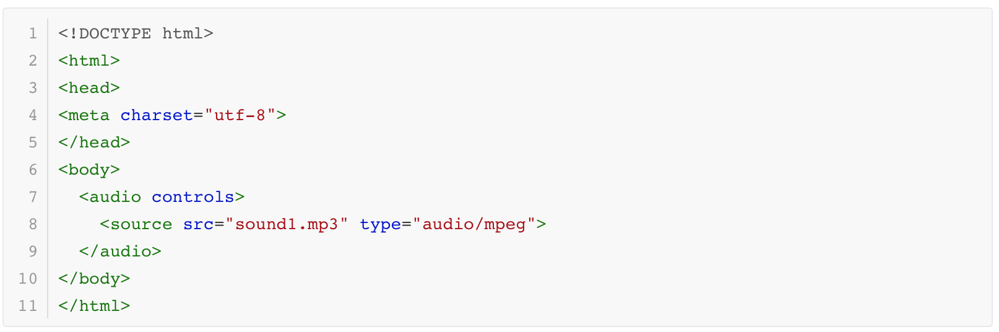 1 <!DOCTYPE html>
2 <html>
3 <head>
4 <meta charset="utf-8">
5 </head>
6 <body>
7   <audio controls>
8     <source src="sound1.mp3" type="audio/mpeg">
9   </audio>
10 </body>
11 </html>